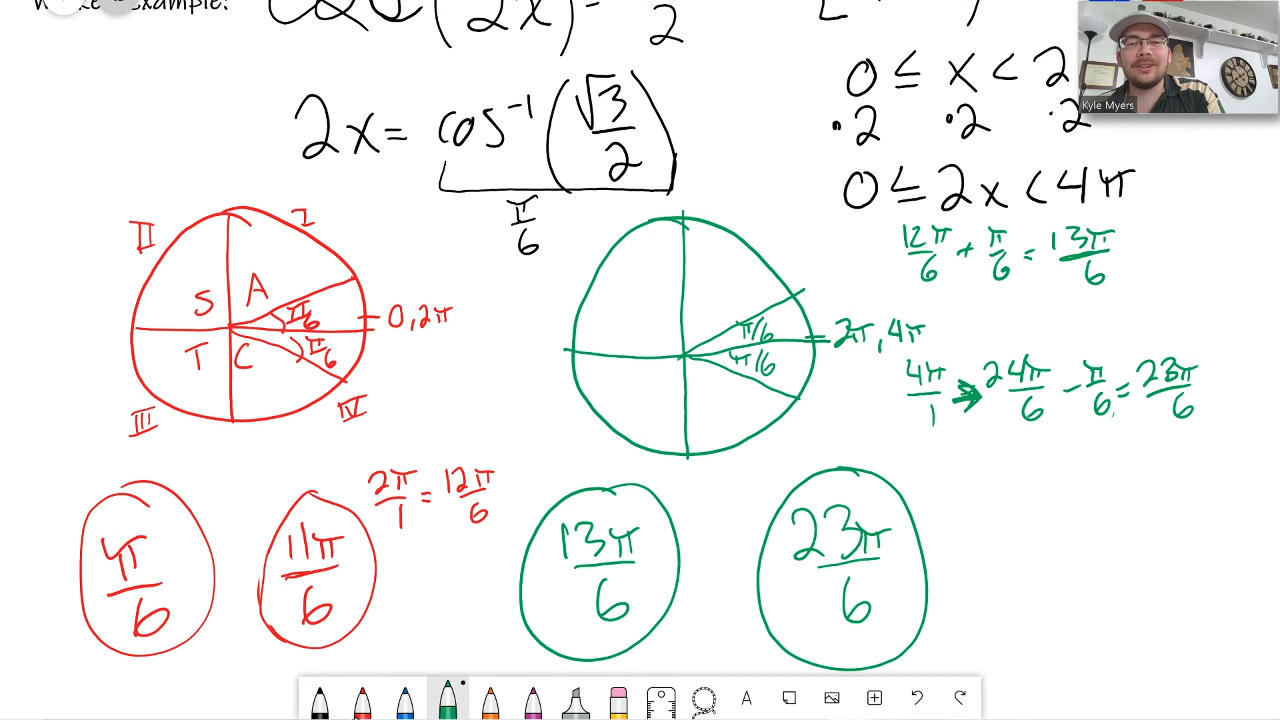 example:
cos(2x) = 2
2x = cos⁻¹(√3/2)
π/6
0 ≤ x < 2
·2 ·2 ·2
0 ≤ 2x < 4π
Kyle Myers
12π/6 + π/6 = 13π/6
4π/1 → 24π/6 - π/6 = 23π/6
II I
S A π/6
0, 2π
T C π/6
III IV
π/6
π/6
2π, 4π
2π/1 = 12π/6
π/6 11π/6 13π/6 23π/6
A